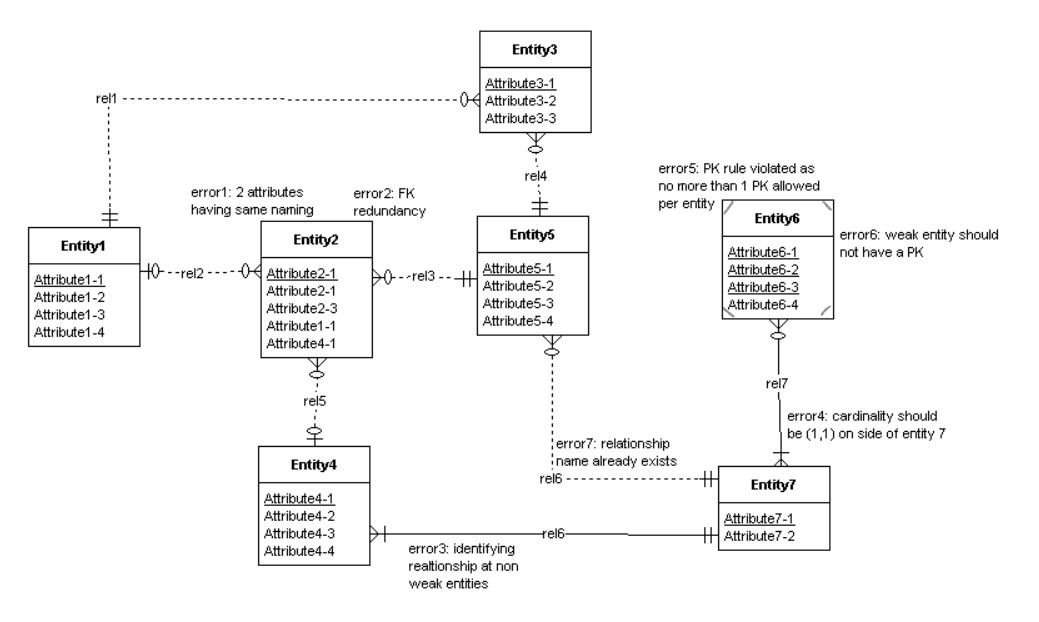 Entity3
Attribute3-1
Attribute3-2
Attribute3-3
rel1
rel4
error1: 2 attributes
having same naming
error2: FK
redundancy
error5: PK rule violated as
no more than 1 PK allowed
per entity
Entity1
Attribute1-1
Attribute1-2
Attribute1-3
Attribute1-4
rel2
Entity2
Attribute2-1
Attribute2-1
Attribute2-3
Attribute1-1
Attribute4-1
rel3
Entity5
Attribute5-1
Attribute5-2
Attribute5-3
Attribute5-4
Entity6
Attribute6-1
Attribute6-2
Attribute6-3
Attribute6-4
error6: weak entity should
not have a PK
rel5
rel7
error4: cardinality should
be (1,1) on side of entity 7
error7: relationship
name already exists
rel6
Entity4
Attribute4-1
Attribute4-2
Attribute4-3
Attribute4-4
rel6
error3: identifying
realtionship at non
weak entities
Entity7
Attribute7-1
Attribute7-2